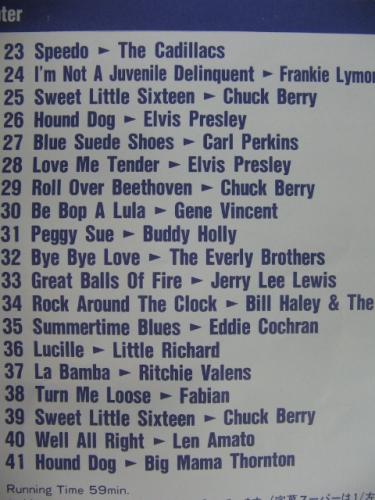 23 Speedo ► The Cadillacs
24 I'm Not A Juvenile Delinquent ► Frankie Lymon
25 Sweet Little Sixteen ► Chuck Berry
26 Hound Dog ► Elvis Presley
27 Blue Suede Shoes ► Carl Perkins
28 Love Me Tender ► Elvis Presley
29 Roll Over Beethoven ► Chuck Berry
30 Be Bop A Lula ► Gene Vincent
31 Peggy Sue ► Buddy Holly
32 Bye Bye Love ► The Everly Brothers
33 Great Balls Of Fire ► Jerry Lee Lewis
34 Rock Around The Clock ► Bill Haley & The
35 Summertime Blues ► Eddie Cochran
36 Lucille ► Little Richard
37 La Bamba ► Ritchie Valens
38 Turn Me Loose ► Fabian
39 Sweet Little Sixteen ► Chuck Berry
40 Well All Right ► Len Amato
41 Hound Dog ► Big Mama Thornton
Running Time 59min.